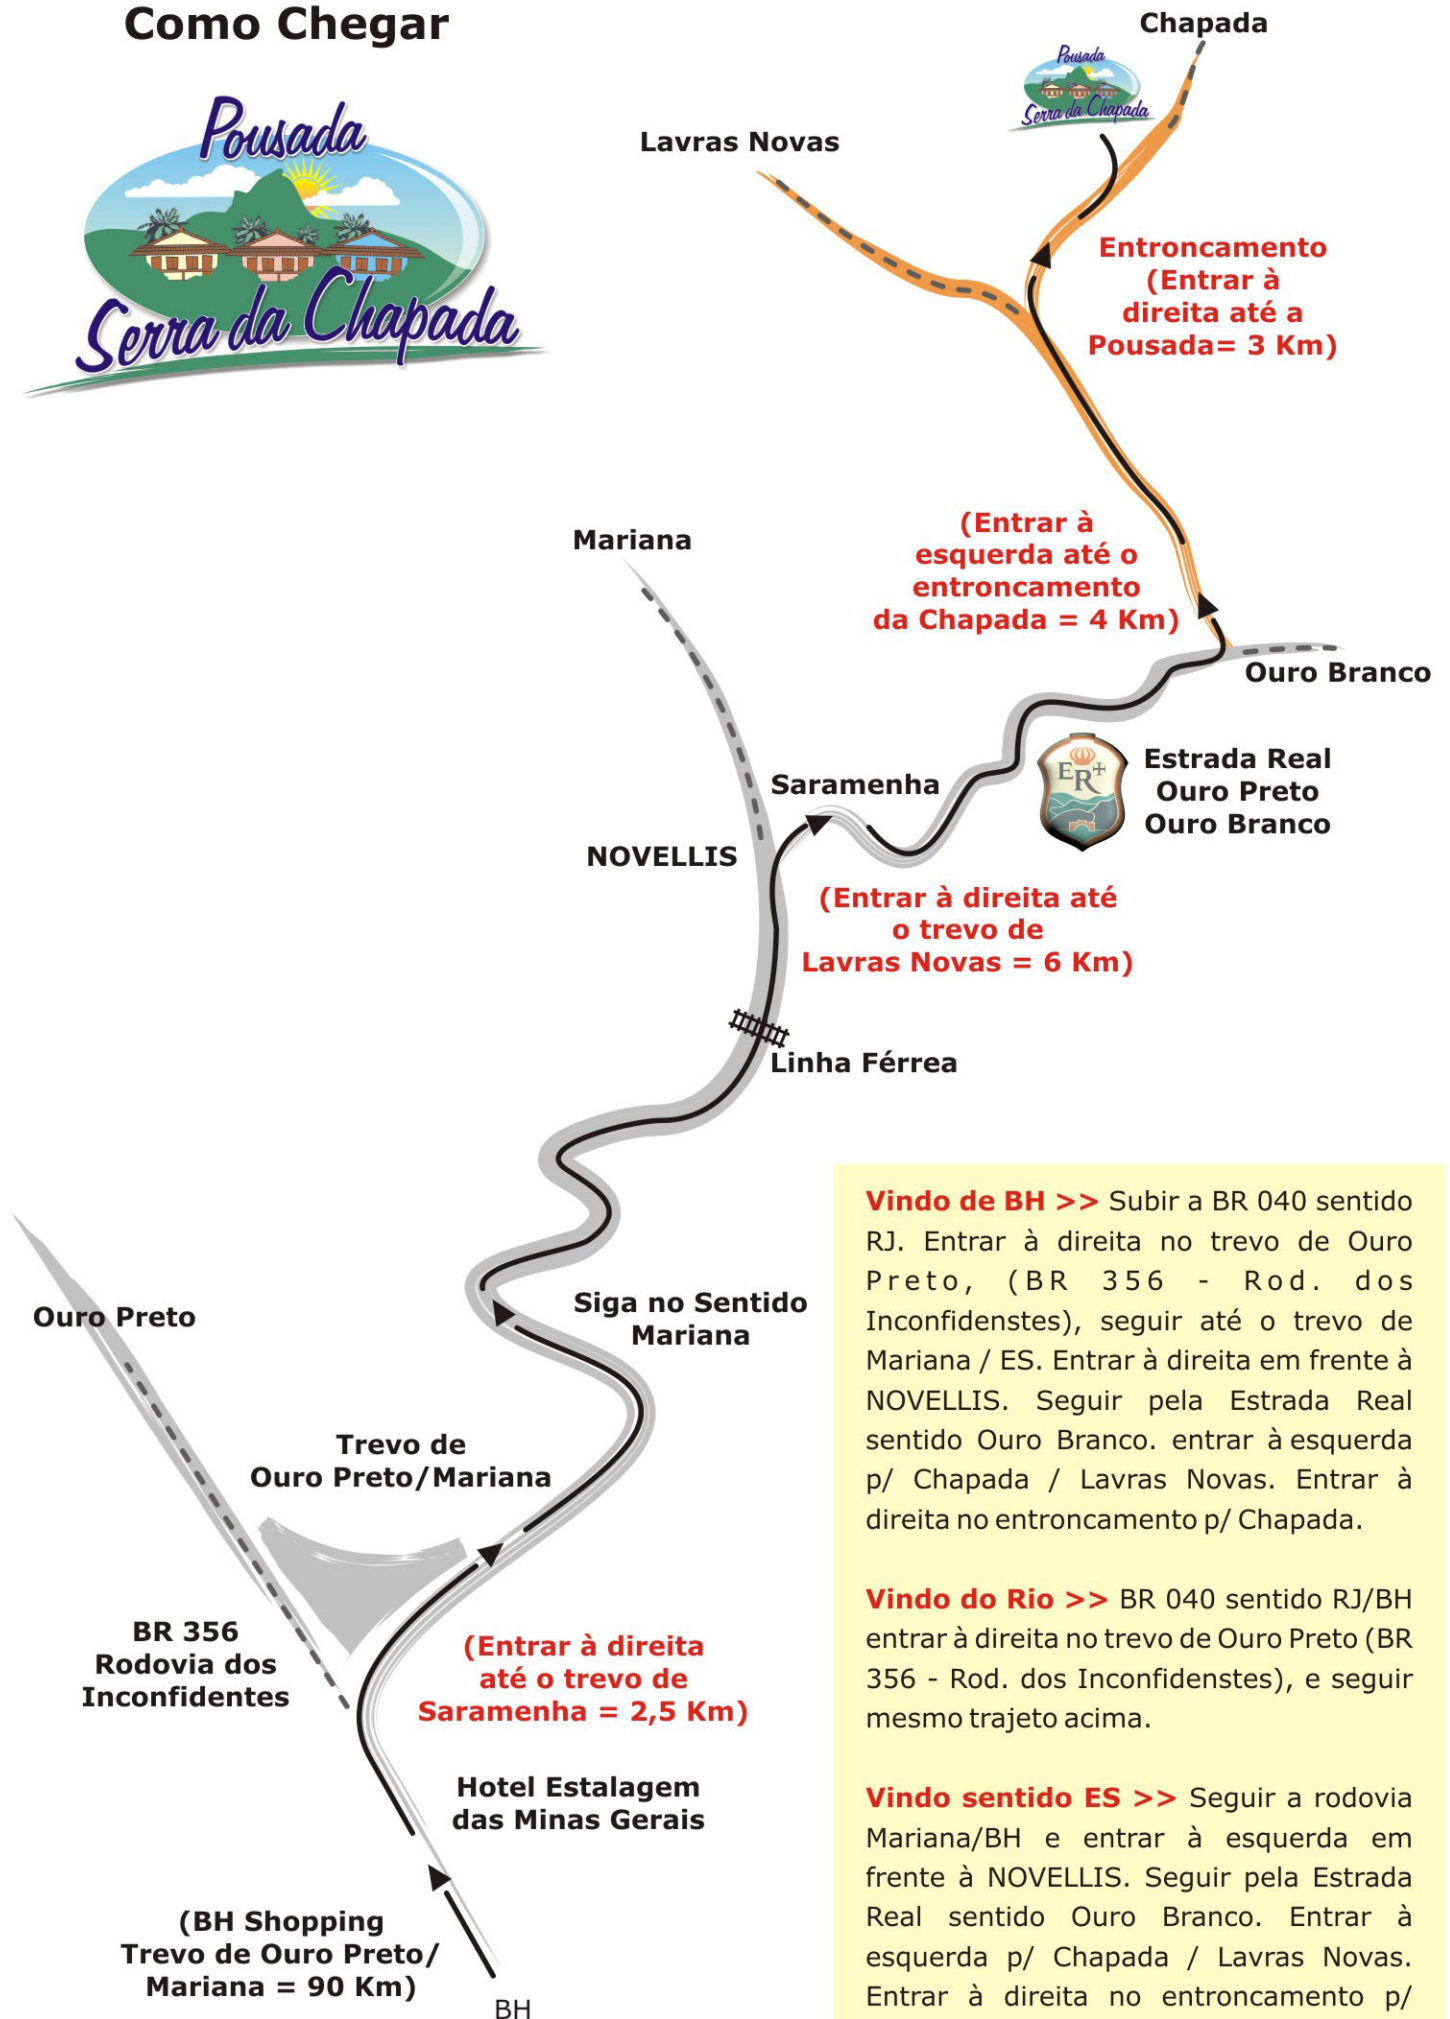 Como Chegar
Pousada
Serra da Chapada
Chapada
Pousada
Serra da Chapada
Lavras Novas
Entroncamento
(Entrar à
direita até a
Pousada= 3 Km)
(Entrar à
esquerda até o
entroncamento
da Chapada = 4 Km)
Mariana
Ouro Branco
Saramenha
ER
Estrada Real
Ouro Preto
Ouro Branco
NOVELLIS
(Entrar à direita até
o trevo de
Lavras Novas = 6 Km)
Linha Férrea
Ouro Preto
Siga no Sentido
Mariana
Trevo de
Ouro Preto/Mariana
BR 356
Rodovia dos
Inconfidentes
(Entrar à direita
até o trevo de
Saramenha = 2,5 Km)
Hotel Estalagem
das Minas Gerais
(BH Shopping
Trevo de Ouro Preto/
Mariana = 90 Km)
BH
Vindo de BH >> Subir a BR 040 sentido
RJ. Entrar à direita no trevo de Ouro
Preto, (BR 356 - Rod. dos
Inconfidenstes), seguir até o trevo de
Mariana / ES. Entrar à direita em frente à
NOVELLIS. Seguir pela Estrada Real
sentido Ouro Branco. entrar à esquerda
p/ Chapada / Lavras Novas. Entrar à
direita no entroncamento p/ Chapada.
Vindo do Rio >> BR 040 sentido RJ/BH
entrar à direita no trevo de Ouro Preto (BR
356 - Rod. dos Inconfidenstes), e seguir
mesmo trajeto acima.
Vindo sentido ES >> Seguir a rodovia
Mariana/BH e entrar à esquerda em
frente à NOVELLIS. Seguir pela Estrada
Real sentido Ouro Branco. Entrar à
esquerda p/ Chapada / Lavras Novas.
Entrar à direita no entroncamento p/